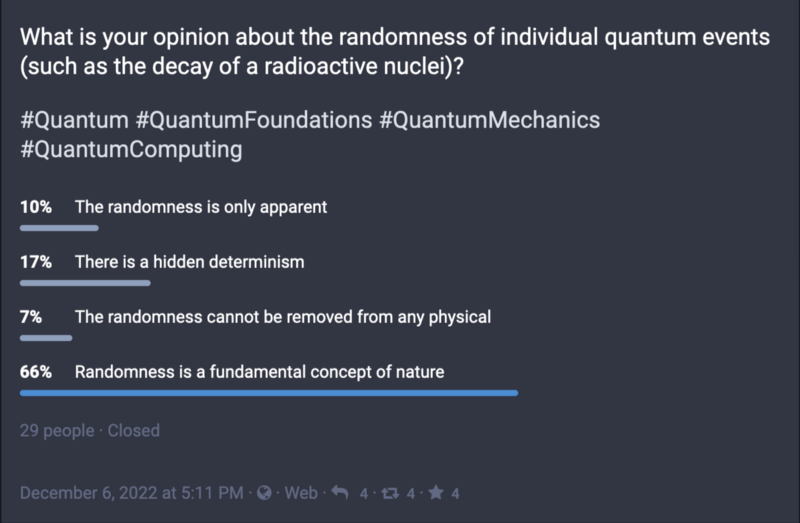 What is your opinion about the randomness of individual quantum events
(such as the decay of a radioactive nuclei)?
#Quantum #QuantumFoundations #QuantumMechanics
#QuantumComputing
10% The randomness is only apparent
17% There is a hidden determinism
7% The randomness cannot be removed from any physical
66% Randomness is a fundamental concept of nature
29 people · Closed
December 6, 2022 at 5:11 PM · Web · 4 · 4 · 4